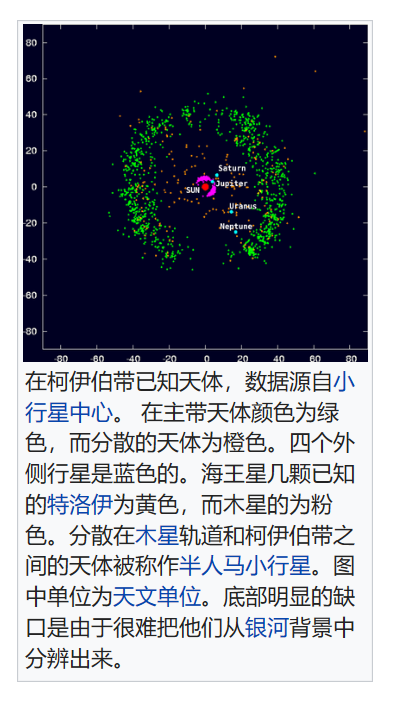 80
60
40
20
0
-20
-40
-60
-80
-80 -60 -40 -20 0 20 40 60 80
Saturn
Jupiter
SUN
Uranus
Neptune
在柯伊伯带已知天体，数据源自小
行星中心。 在主带天体颜色为绿
色，而分散的天体为橙色。四个外
侧行星是蓝色的。海王星几颗已知
的特洛伊为黄色，而木星的为粉
色。分散在木星轨道和柯伊伯带之
间的天体被称作半人马小行星。图
中单位为天文单位。底部明显的缺
口是由于很难把他们从银河背景中
分辨出来。